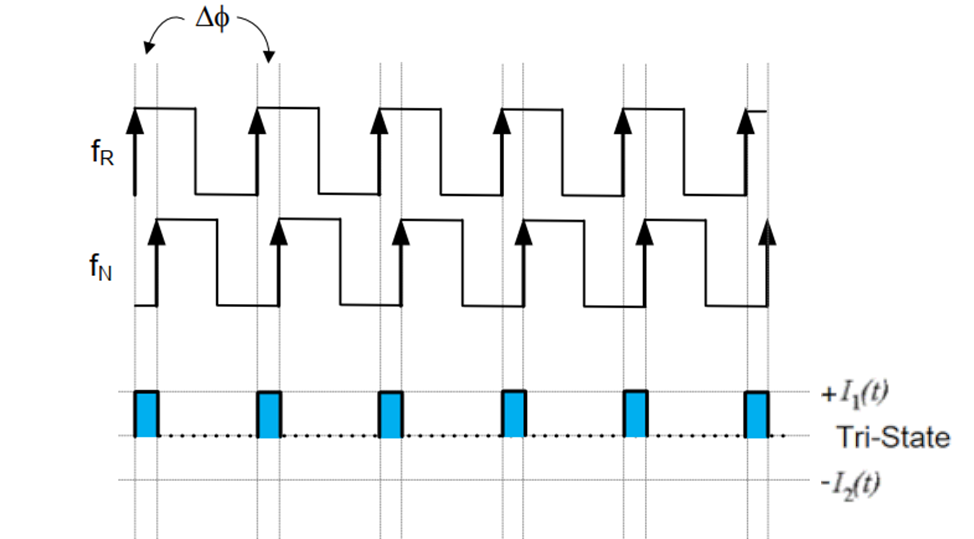 Δϕ
fR
fN
+I1(t)
Tri-State
-I2(t)